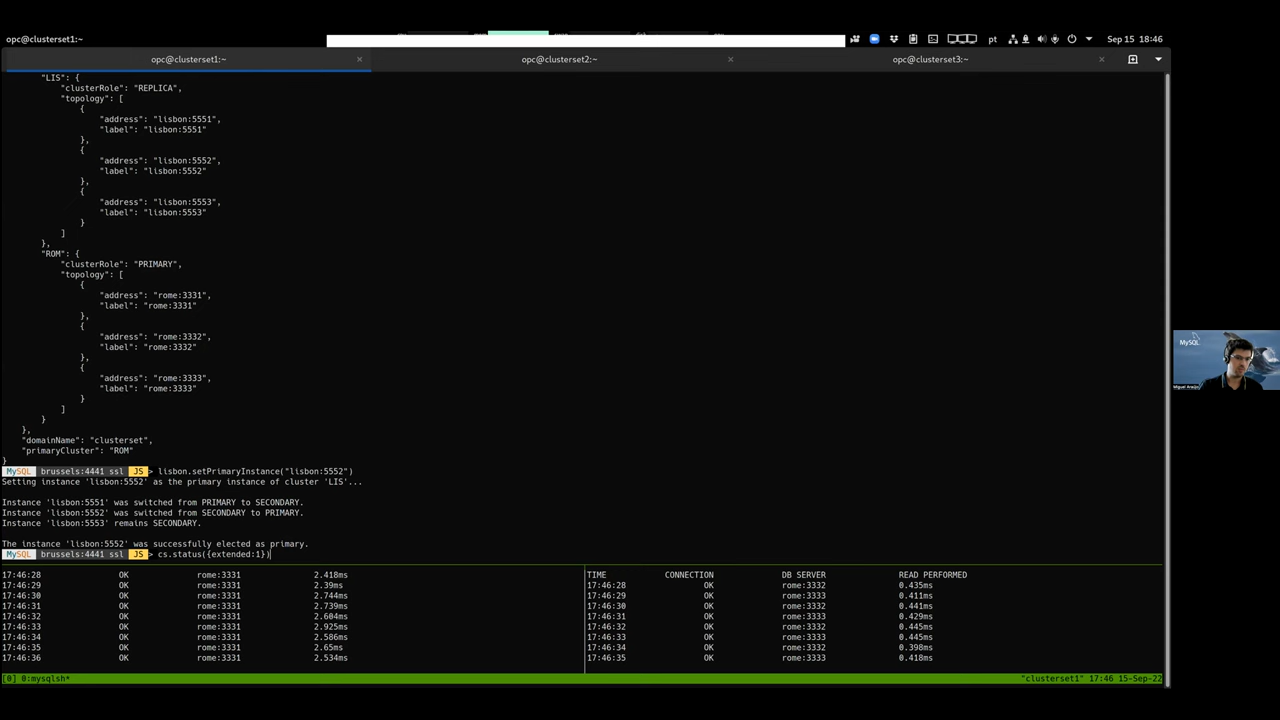 opc@clusterset1:~
pt
Sep 15 18:46
opc@clusterset1:~ ×
opc@clusterset2:~ ×
opc@clusterset3:~ ×
"LIS": {
"clusterRole": "REPLICA",
"topology": [
{
"address": "lisbon:5551",
"label": "lisbon:5551"
},
{
"address": "lisbon:5552",
"label": "lisbon:5552"
},
{
"address": "lisbon:5553",
"label": "lisbon:5553"
}
]
},
"ROM": {
"clusterRole": "PRIMARY",
"topology": [
{
"address": "rome:3331",
"label": "rome:3331"
},
{
"address": "rome:3332",
"label": "rome:3332"
},
{
"address": "rome:3333",
"label": "rome:3333"
}
]
}
},
"domainName": "clusterset",
"primaryCluster": "ROM"
}
MySQL brussels:4441 ssl JS > lisbon.setPrimaryInstance("lisbon:5552")
Setting instance 'lisbon:5552' as the primary instance of cluster 'LIS'...
Instance 'lisbon:5551' was switched from PRIMARY to SECONDARY.
Instance 'lisbon:5552' was switched from SECONDARY to PRIMARY.
Instance 'lisbon:5553' remains SECONDARY.
The instance 'lisbon:5552' was successfully elected as primary.
MySQL brussels:4441 ssl JS > cs.status({extended:1})
17:46:28 OK rome:3331 2.418ms
17:46:29 OK rome:3331 2.39ms
17:46:30 OK rome:3331 2.744ms
17:46:31 OK rome:3331 2.739ms
17:46:32 OK rome:3331 2.604ms
17:46:33 OK rome:3331 2.925ms
17:46:34 OK rome:3331 2.586ms
17:46:35 OK rome:3331 2.65ms
17:46:36 OK rome:3331 2.534ms
TIME CONNECTION DB SERVER READ PERFORMED
17:46:28 OK rome:3332 0.435ms
17:46:29 OK rome:3333 0.411ms
17:46:30 OK rome:3332 0.441ms
17:46:31 OK rome:3333 0.429ms
17:46:32 OK rome:3332 0.445ms
17:46:33 OK rome:3333 0.445ms
17:46:34 OK rome:3332 0.398ms
17:46:35 OK rome:3333 0.418ms
[0] 0:mysqlsh*
"clusterset1" 17:46 15-Sep-22
MySQL
Miguel Araújo